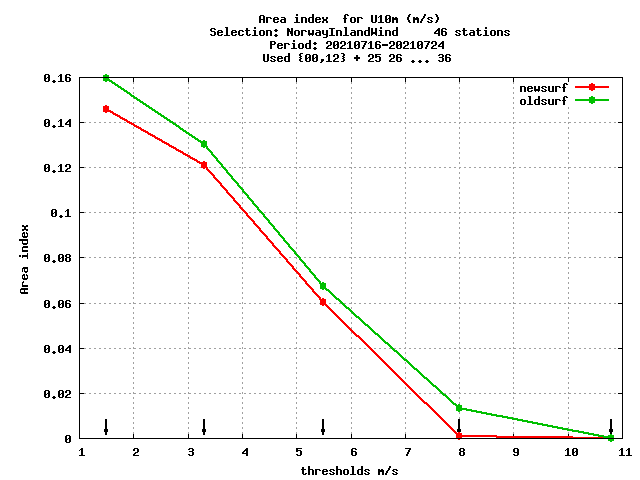 Area index  for U10m (m/s)
Selection: NorwayInlandWind     46 stations
Period: 20210716-20210724
Used {00,12} + 25 26 ... 36
newsurf
oldsurf
0.16
0.14
0.12
0.1
0.08
0.06
0.04
0.02
0
Area index
1 2 3 4 5 6 7 8 9 10 11
thresholds m/s